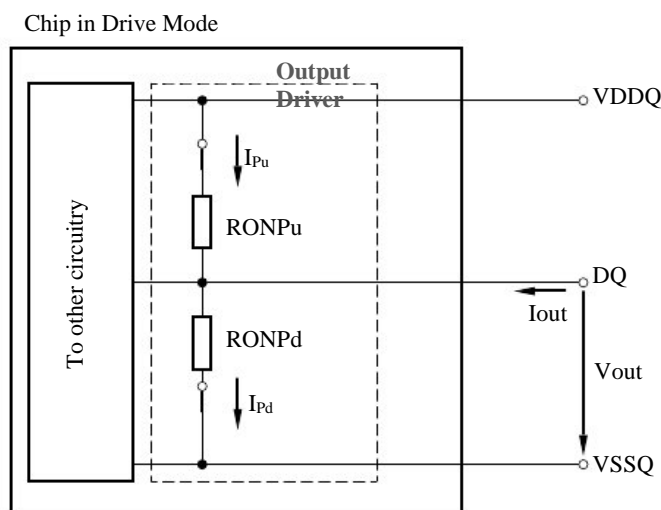 Chip in Drive Mode
Output
Driver
VDDQ
IPu
RONPu
To other circuitry
DQ
Iout
RONPd
Vout
IPd
VSSQ